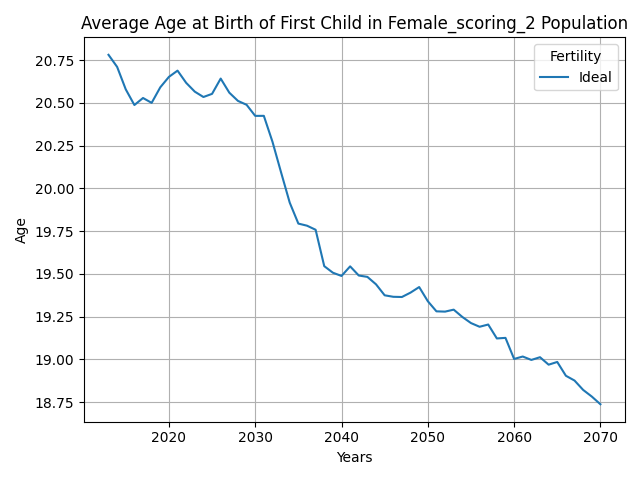 Average Age at Birth of First Child in Female_scoring_2 Population
Fertility
Ideal
Age
20.75
20.50
20.25
20.00
19.75
19.50
19.25
19.00
18.75
2020 2030 2040 2050 2060 2070
Years